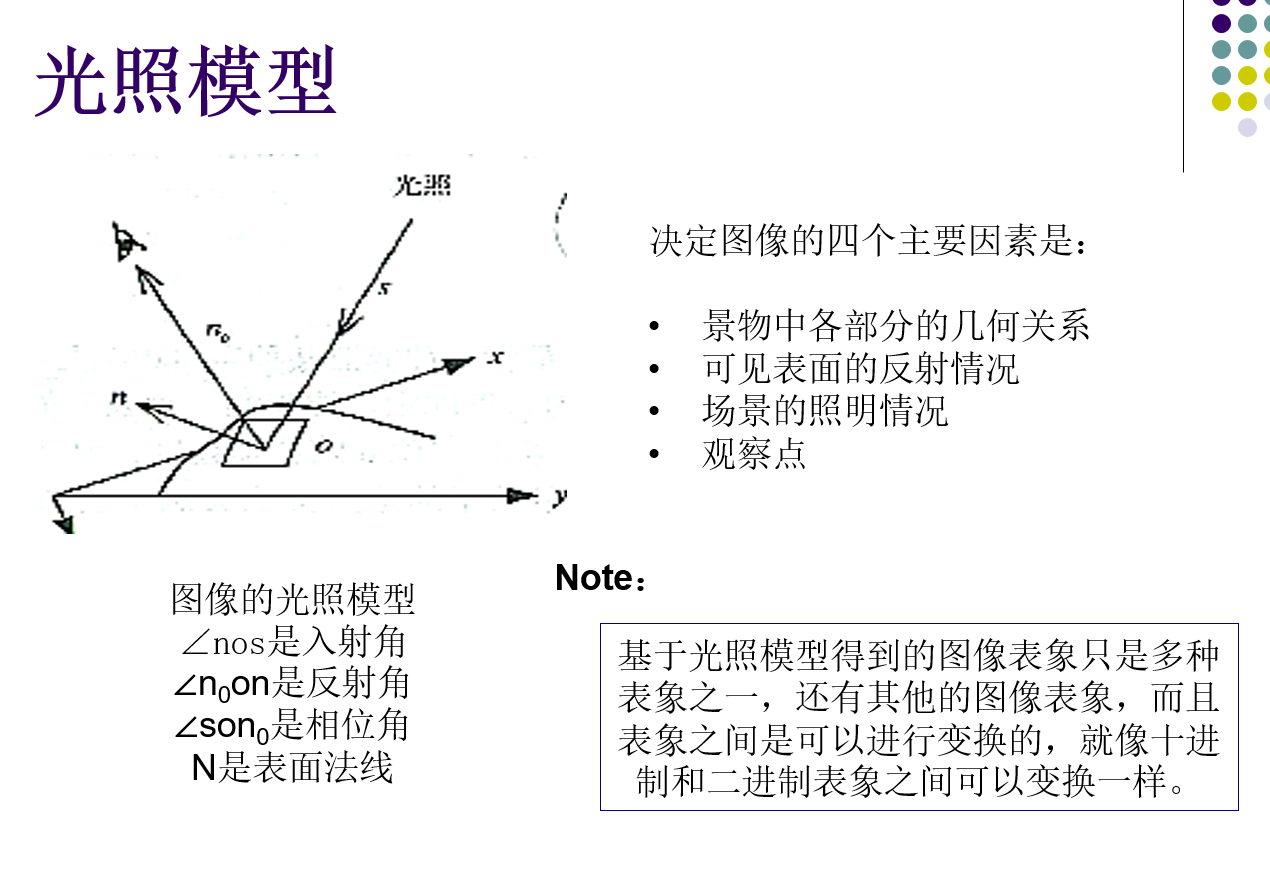 光照模型
光照
s
n₀
x
n
o
y
决定图像的四个主要因素是：
• 景物中各部分的几何关系
• 可见表面的反射情况
• 场景的照明情况
• 观察点
图像的光照模型
∠nos是入射角
∠n₀on是反射角
∠son₀是相位角
N是表面法线
Note：
基于光照模型得到的图像表象只是多种
表象之一，还有其他的图像表象，而且
表象之间是可以进行变换的，就像十进
制和二进制表象之间可以变换一样。